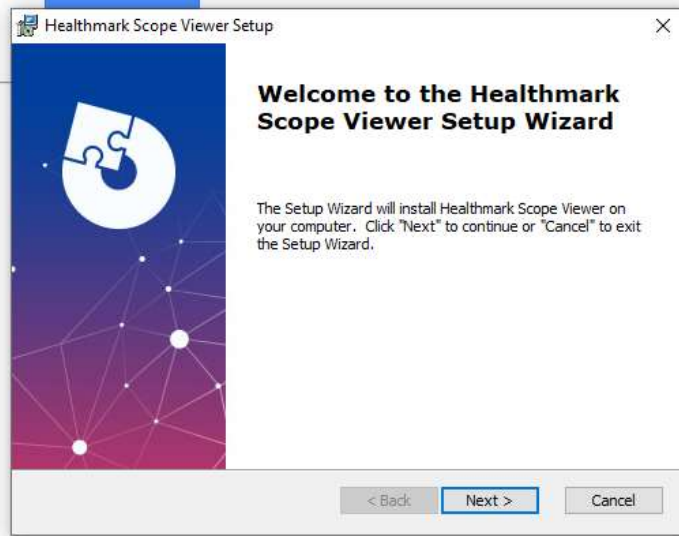 Healthmark Scope Viewer Setup
Welcome to the Healthmark
Scope Viewer Setup Wizard
The Setup Wizard will install Healthmark Scope Viewer on
your computer. Click "Next" to continue or "Cancel" to exit
the Setup Wizard.
< Back Next > Cancel